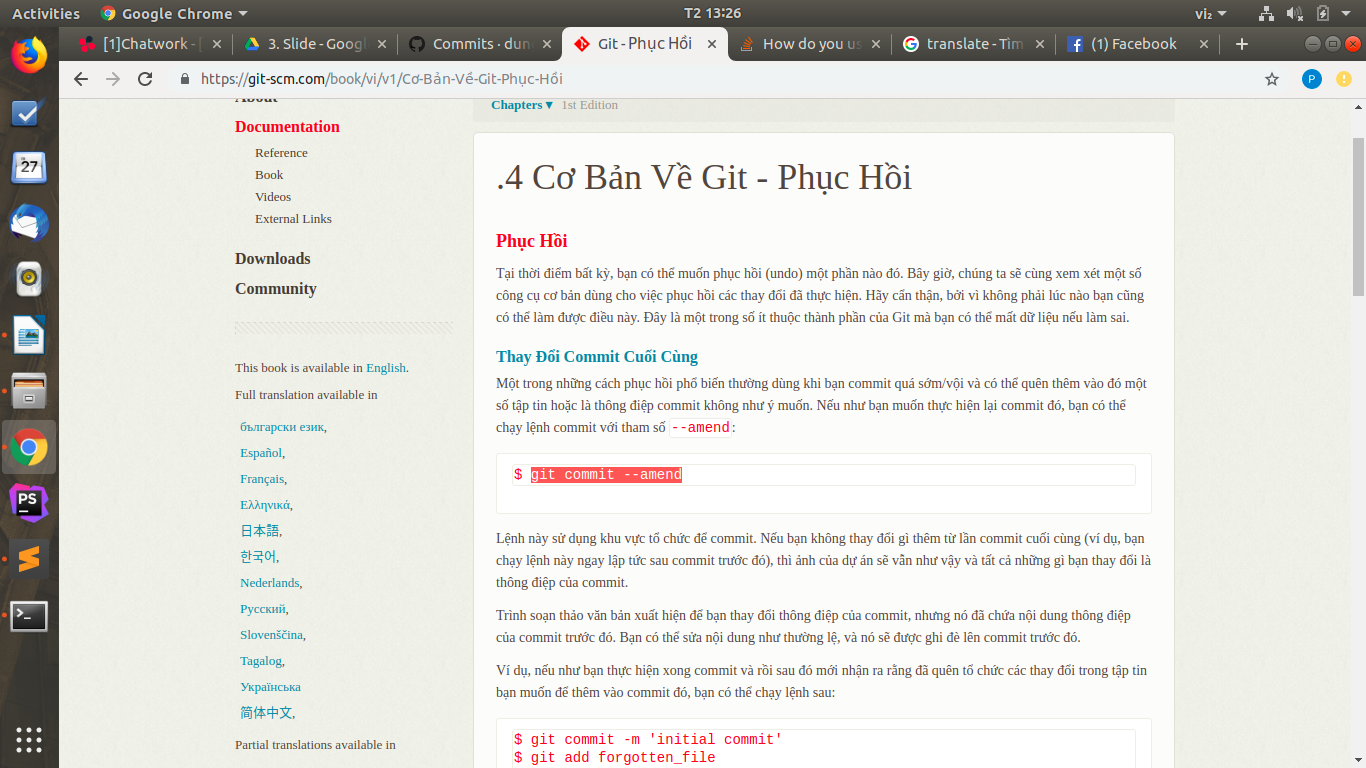 Activities
Google Chrome
T2 13:26
vi₂
[1]Chatwork - [
3. Slide - Googl
Commits · dun
Git - Phục Hồi
How do you us
translate - Tìm
(1) Facebook
https://git-scm.com/book/vi/v1/Cơ-Bản-Về-Git-Phục-Hồi
P
27
PS
About
Documentation
Reference
Book
Videos
External Links
Downloads
Community
This book is available in English.
Full translation available in
български език,
Español,
Français,
Ελληνικά,
日本語,
한국어,
Nederlands,
Русский,
Slovenščina,
Tagalog,
Українська
简体中文,
Partial translations available in
Chapters ▾ 1st Edition
.4 Cơ Bản Về Git - Phục Hồi
Phục Hồi
Tại thời điểm bất kỳ, bạn có thể muốn phục hồi (undo) một phần nào đó. Bây giờ, chúng ta sẽ cùng xem xét một số
công cụ cơ bản dùng cho việc phục hồi các thay đổi đã thực hiện. Hãy cẩn thận, bởi vì không phải lúc nào bạn cũng
có thể làm được điều này. Đây là một trong số ít thuộc thành phần của Git mà bạn có thể mất dữ liệu nếu làm sai.
Thay Đổi Commit Cuối Cùng
Một trong những cách phục hồi phổ biến thường dùng khi bạn commit quá sớm/vội và có thể quên thêm vào đó một
số tập tin hoặc là thông điệp commit không như ý muốn. Nếu như bạn muốn thực hiện lại commit đó, bạn có thể
chạy lệnh commit với tham số --amend:
$ git commit --amend
Lệnh này sử dụng khu vực tổ chức để commit. Nếu bạn không thay đổi gì thêm từ lần commit cuối cùng (ví dụ, bạn
chạy lệnh này ngay lập tức sau commit trước đó), thì ảnh của dự án sẽ vẫn như vậy và tất cả những gì bạn thay đổi là
thông điệp của commit.
Trình soạn thảo văn bản xuất hiện để bạn thay đổi thông điệp của commit, nhưng nó đã chứa nội dung thông điệp
của commit trước đó. Bạn có thể sửa nội dung như thường lệ, và nó sẽ được ghi đè lên commit trước đó.
Ví dụ, nếu như bạn thực hiện xong commit và rồi sau đó mới nhận ra rằng đã quên tổ chức các thay đổi trong tập tin
bạn muốn để thêm vào commit đó, bạn có thể chạy lệnh sau:
$ git commit -m 'initial commit'
$ git add forgotten_file